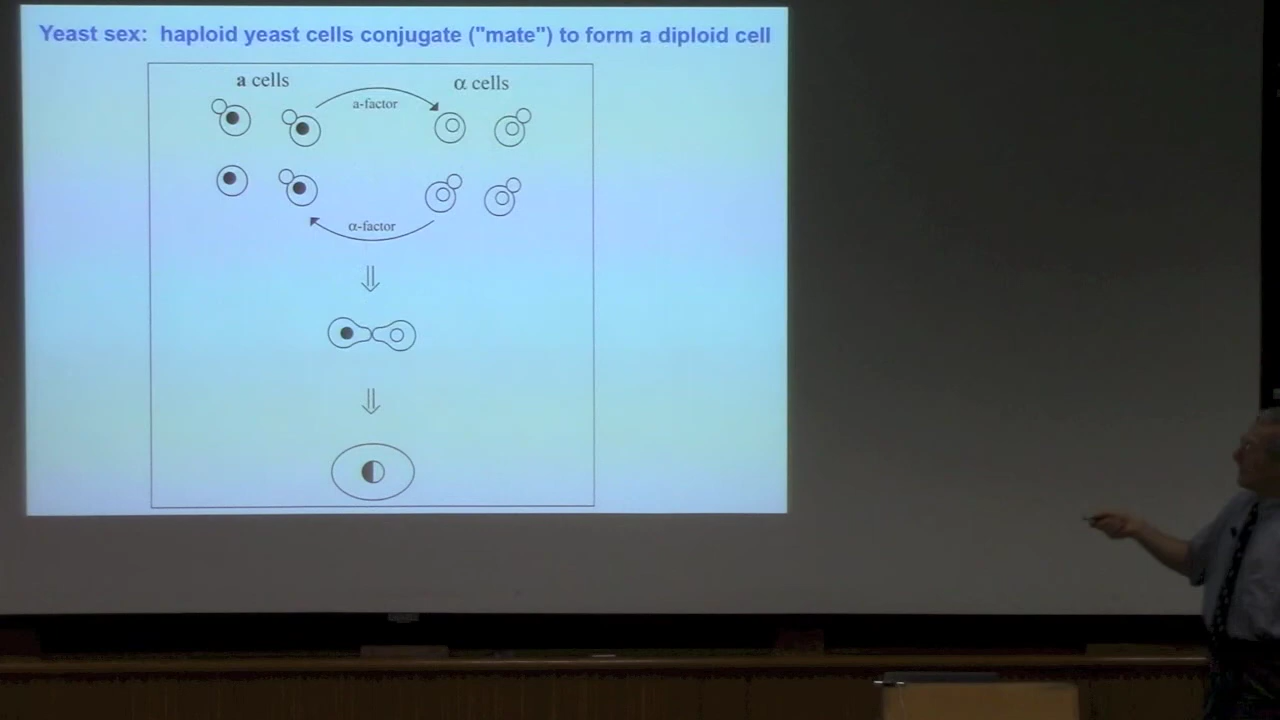 Yeast sex: haploid yeast cells conjugate ("mate") to form a diploid cell
a cells
α cells
a-factor
α-factor